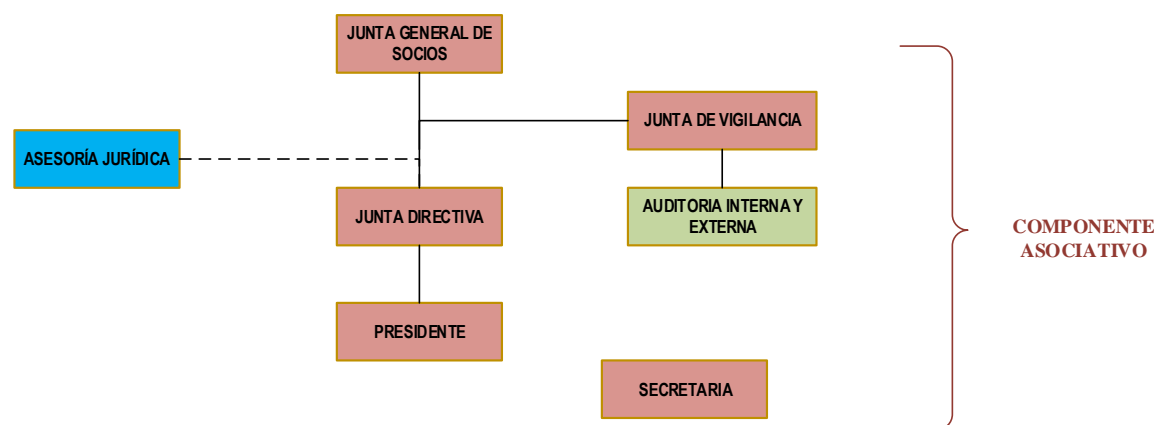 JUNTA GENERAL DE
SOCIOS
JUNTA DE VIGILANCIA
ASESORÍA JURÍDICA
JUNTA DIRECTIVA
AUDITORIA INTERNA Y
EXTERNA
COMPONENTE
ASOCIATIVO
PRESIDENTE
SECRETARIA